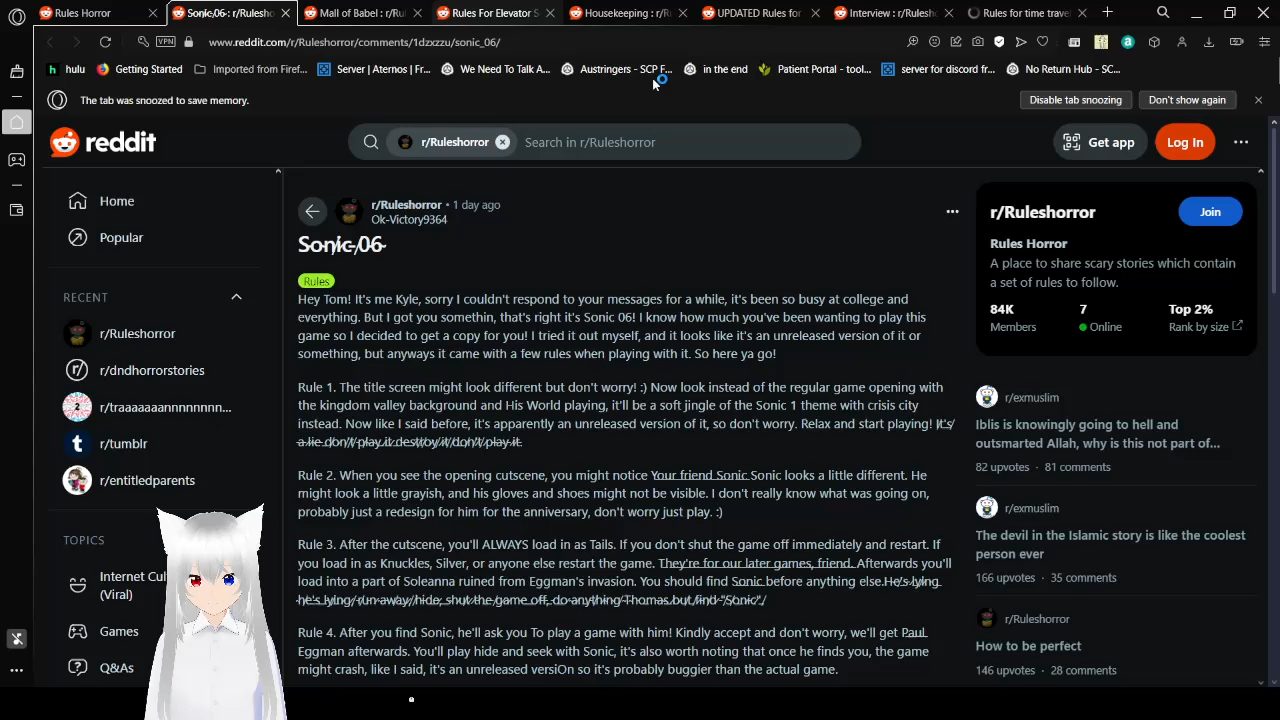 Rules Horror
Sonic-06-: r/Rulesh
Mall of Babel : r/Rul
Rules For Elevator S
Housekeeping : r/Ru
UPDATED Rules for
Interview : r/Ruleshor
Rules for time trave
VPN
www.reddit.com/r/Ruleshorror/comments/1dzxzzu/sonic_06/
hulu
Getting Started
Imported from Firef...
Server | Aternos | Fr...
We Need To Talk A...
Austringers - SCP F...
in the end
Patient Portal - tool...
server for discord fr...
No Return Hub - SC...
The tab was snoozed to save memory.
Disable tab snoozing
Don't show again
reddit
r/Ruleshorror
Search in r/Ruleshorror
Get app
Log In
Home
Popular
RECENT
r/Ruleshorror
r/dndhorrorstories
r/traaaaaaannnnnnnnn...
r/tumblr
r/entitledparents
TOPICS
Internet Cul
(Viral)
Games
Q&As
r/Ruleshorror • 1 day ago
Ok-Victory9364
Sonic-06
Rules
Hey Tom! It's me Kyle, sorry I couldn't respond to your messages for a while, it's been so busy at college and
everything. But I got you somethin, that's right it's Sonic 06! I know how much you've been wanting to play this
game so I decided to get a copy for you! I tried it out myself, and it looks like it's an unreleased version of it or
something, but anyways it came with a few rules when playing with it. So here ya go!
Rule 1. The title screen might look different but don't worry! :) Now look instead of the regular game opening with
the kingdom valley background and His World playing, it'll be a soft jingle of the Sonic 1 theme with crisis city
instead. Now like I said before, it's apparently an unreleased version of it, so don't worry. Relax and start playing! It's
a lie don't play it destroy it don't play it
Rule 2. When you see the opening cutscene, you might notice Your friend Sonic Sonic looks a little different. He
might look a little grayish, and his gloves and shoes might not be visible. I don't really know what was going on,
probably just a redesign for him for the anniversary, don't worry just play. :)
Rule 3. After the cutscene, you'll ALWAYS load in as Tails. If you don't shut the game off immediately and restart. If
you load in as Knuckles, Silver, or anyone else restart the game. They're for our later games, friend. Afterwards you'll
load into a part of Soleanna ruined from Eggman's invasion. You should find Sonic before anything else.He's lying
he's lying run away hide, shut the game off, do anything Thomas but find "Sonic"
Rule 4. After you find Sonic, he'll ask you To play a game with him! Kindly accept and don't worry, we'll get Paul
Eggman afterwards. You'll play hide and seek with Sonic, it's also worth noting that once he finds you, the game
might crash, like I said, it's an unreleased versiOn so it's probably buggier than the actual game.
r/Ruleshorror
Join
Rules Horror
A place to share scary stories which contain
a set of rules to follow.
84K
7
Top 2%
Members
Online
Rank by size
r/exmuslim
Iblis is knowingly going to hell and
outsmarted Allah, why is this not part of...
82 upvotes • 81 comments
r/exmuslim
The devil in the Islamic story is like the coolest
person ever
166 upvotes • 35 comments
r/Ruleshorror
How to be perfect
146 upvotes • 28 comments